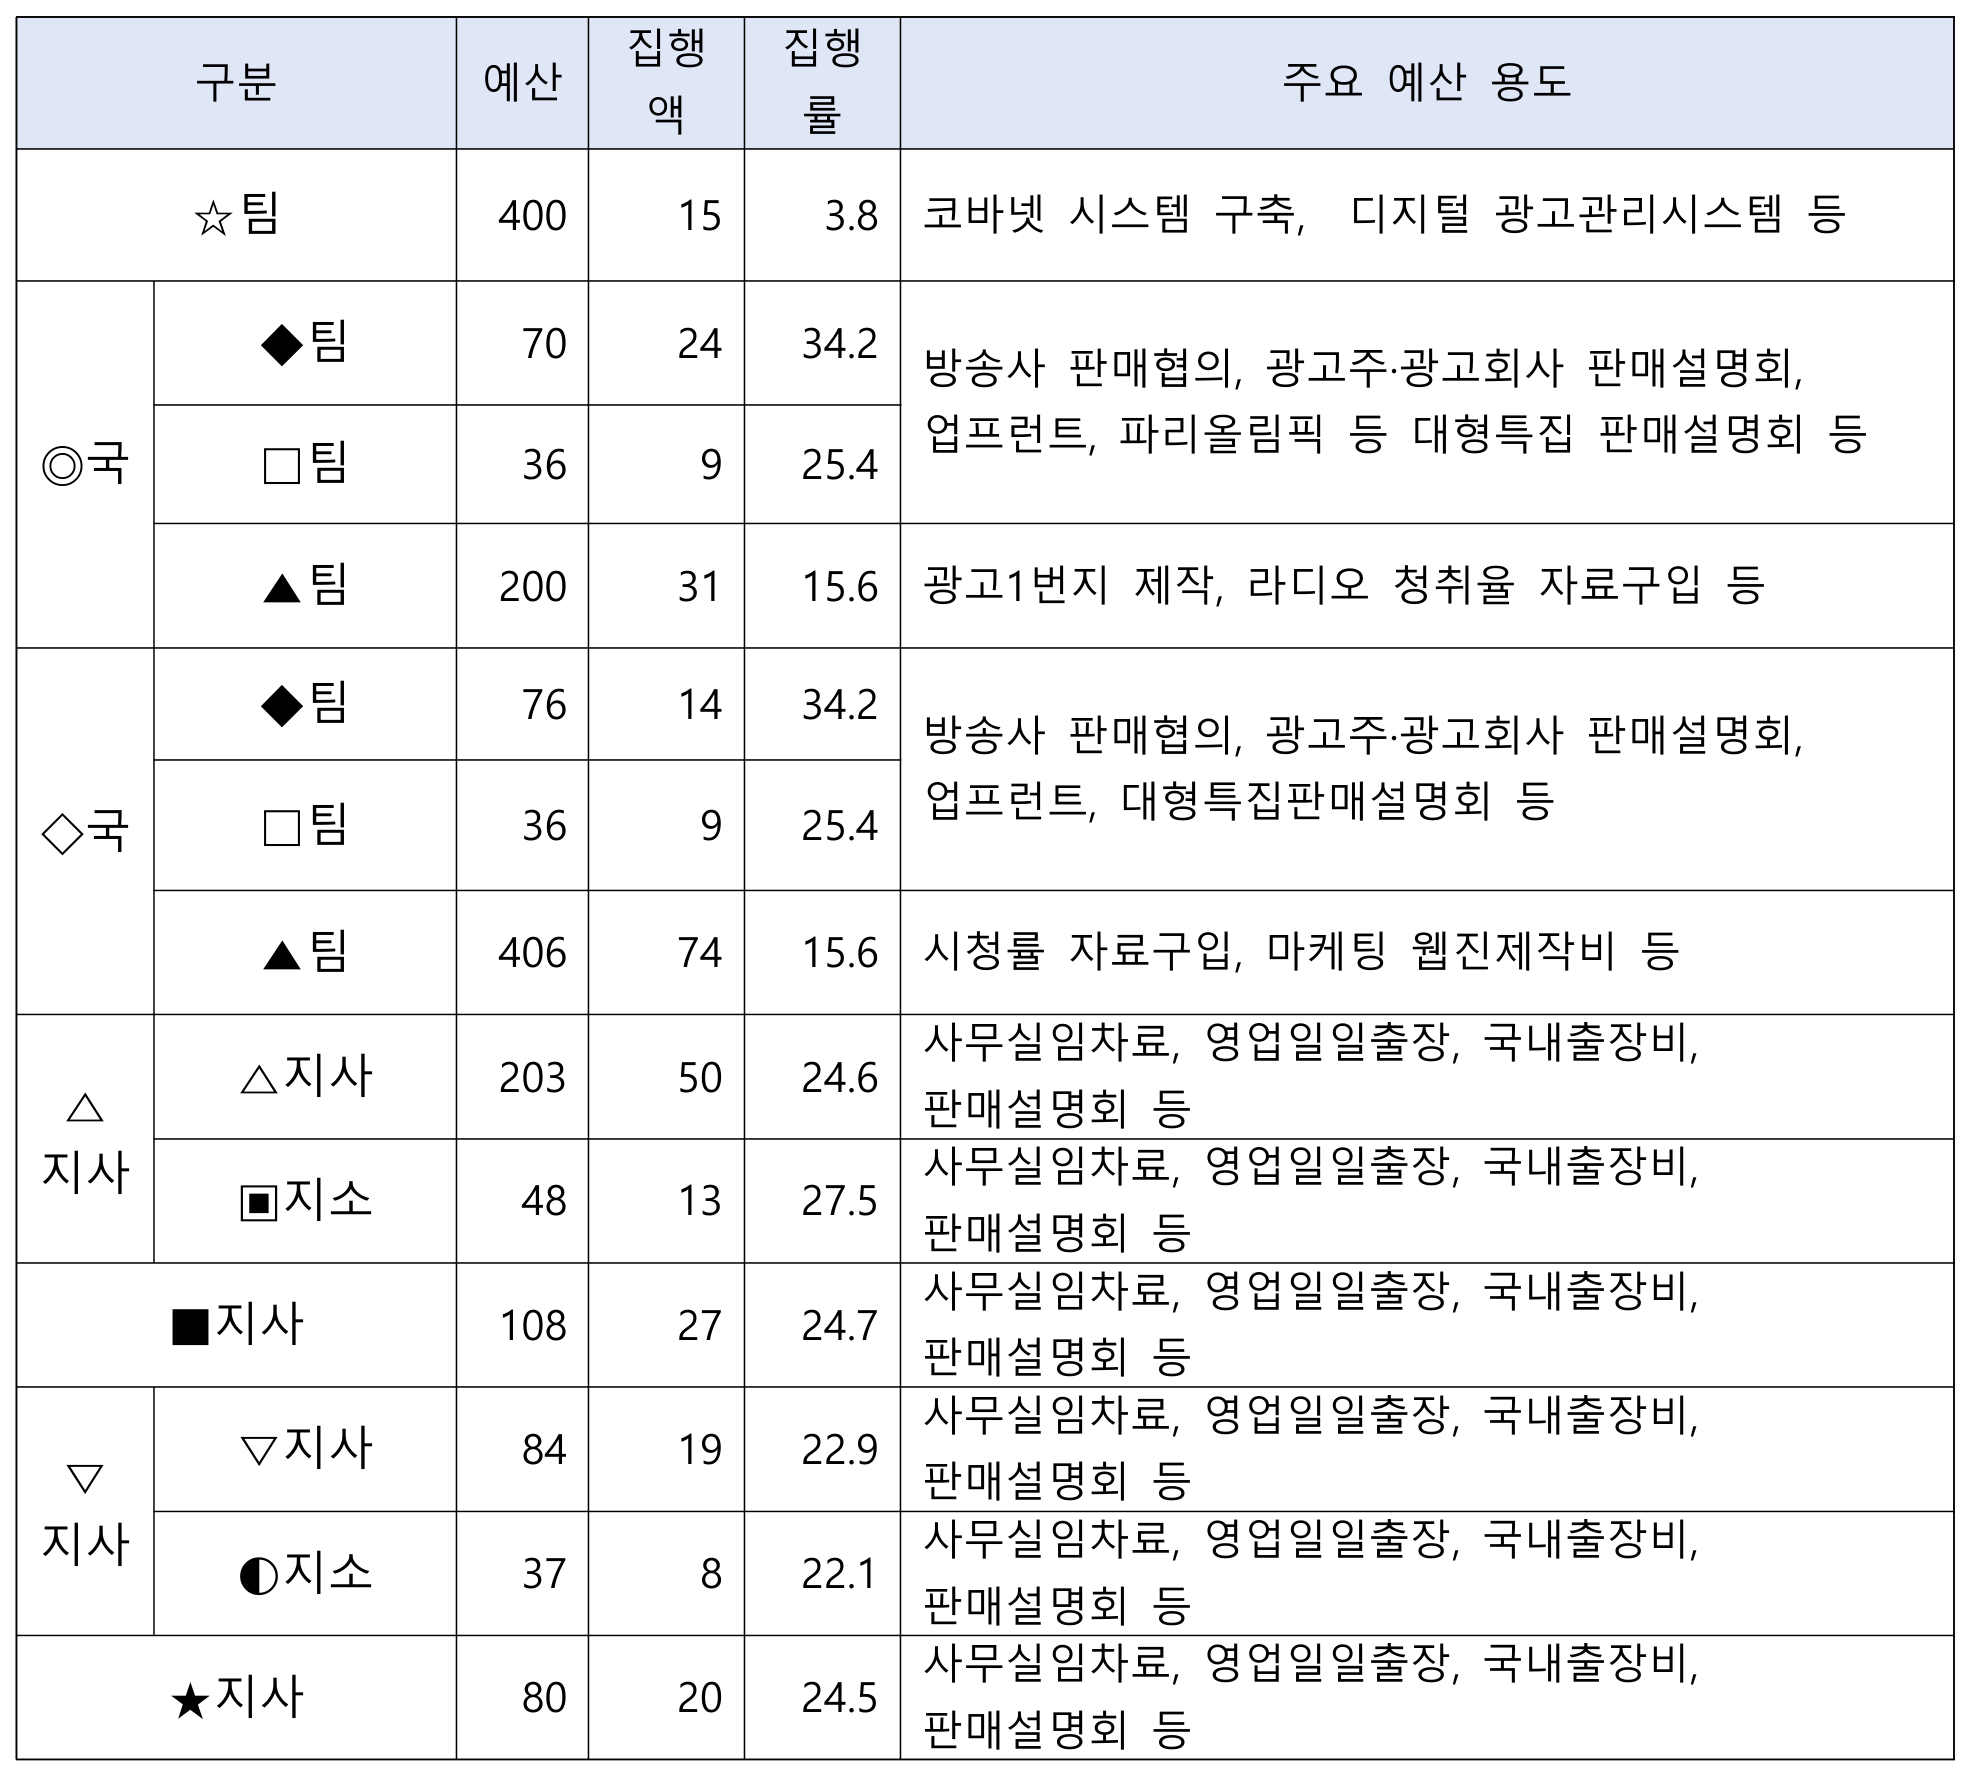 구분 예산 집행 집행 주요 예산 용도
액 률
☆팀 400 15 3.8 코바넷 시스템 구축, 디지털 광고관리시스템 등
◎국 ◆팀 70 24 34.2 방송사 판매협의, 광고주·광고회사 판매설명회,
□팀 36 9 25.4 업프런트, 파리올림픽 등 대형특집 판매설명회 등
▲팀 200 31 15.6 광고1번지 제작, 라디오 청취율 자료구입 등
◇국 ◆팀 76 14 34.2 방송사 판매협의, 광고주·광고회사 판매설명회,
□팀 36 9 25.4 업프런트, 대형특집판매설명회 등
▲팀 406 74 15.6 시청률 자료구입, 마케팅 웹진제작비 등
△
지사
△지사 203 50 24.6 사무실임차료, 영업일일출장, 국내출장비,
판매설명회 등
▣지소 48 13 27.5 사무실임차료, 영업일일출장, 국내출장비,
판매설명회 등
■지사 108 27 24.7 사무실임차료, 영업일일출장, 국내출장비,
판매설명회 등
▽
지사
▽지사 84 19 22.9 사무실임차료, 영업일일출장, 국내출장비,
판매설명회 등
◐지소 37 8 22.1 사무실임차료, 영업일일출장, 국내출장비,
판매설명회 등
★지사 80 20 24.5 사무실임차료, 영업일일출장, 국내출장비,
판매설명회 등